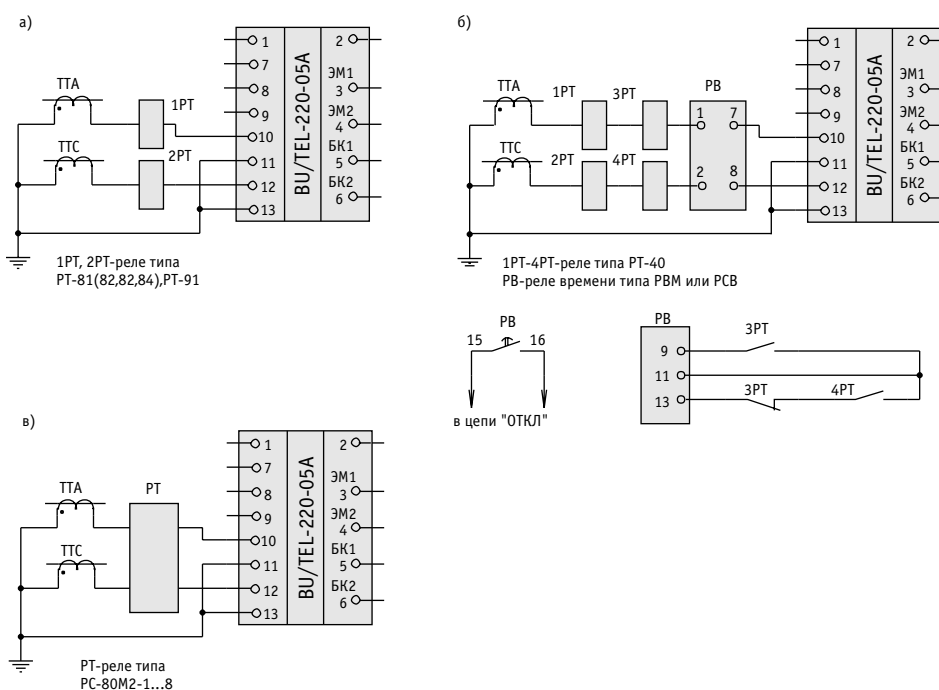 а)
ТТА
ТТС
1РТ
2РТ
1
7
8
9
10
11
12
13
BU/TEL-220-05A
2
ЭМ1
3
ЭМ2
4
БК1
5
БК2
6
1РТ, 2РТ-реле типа
РТ-81(82,82,84),РТ-91
б)
ТТА
ТТС
1РТ
3РТ
2РТ
4РТ
РВ
1 7
2 8
1
7
8
9
10
11
12
13
BU/TEL-220-05A
2
ЭМ1
3
ЭМ2
4
БК1
5
БК2
6
1РТ-4РТ-реле типа РТ-40
РВ-реле времени типа РВМ или РСВ
РВ
15 16
в цепи "ОТКЛ"
РВ
9
11
13
3РТ
3РТ
4РТ
в)
ТТА
ТТС
РТ
1
7
8
9
10
11
12
13
BU/TEL-220-05A
2
ЭМ1
3
ЭМ2
4
БК1
5
БК2
6
РТ-реле типа
РС-80М2-1...8